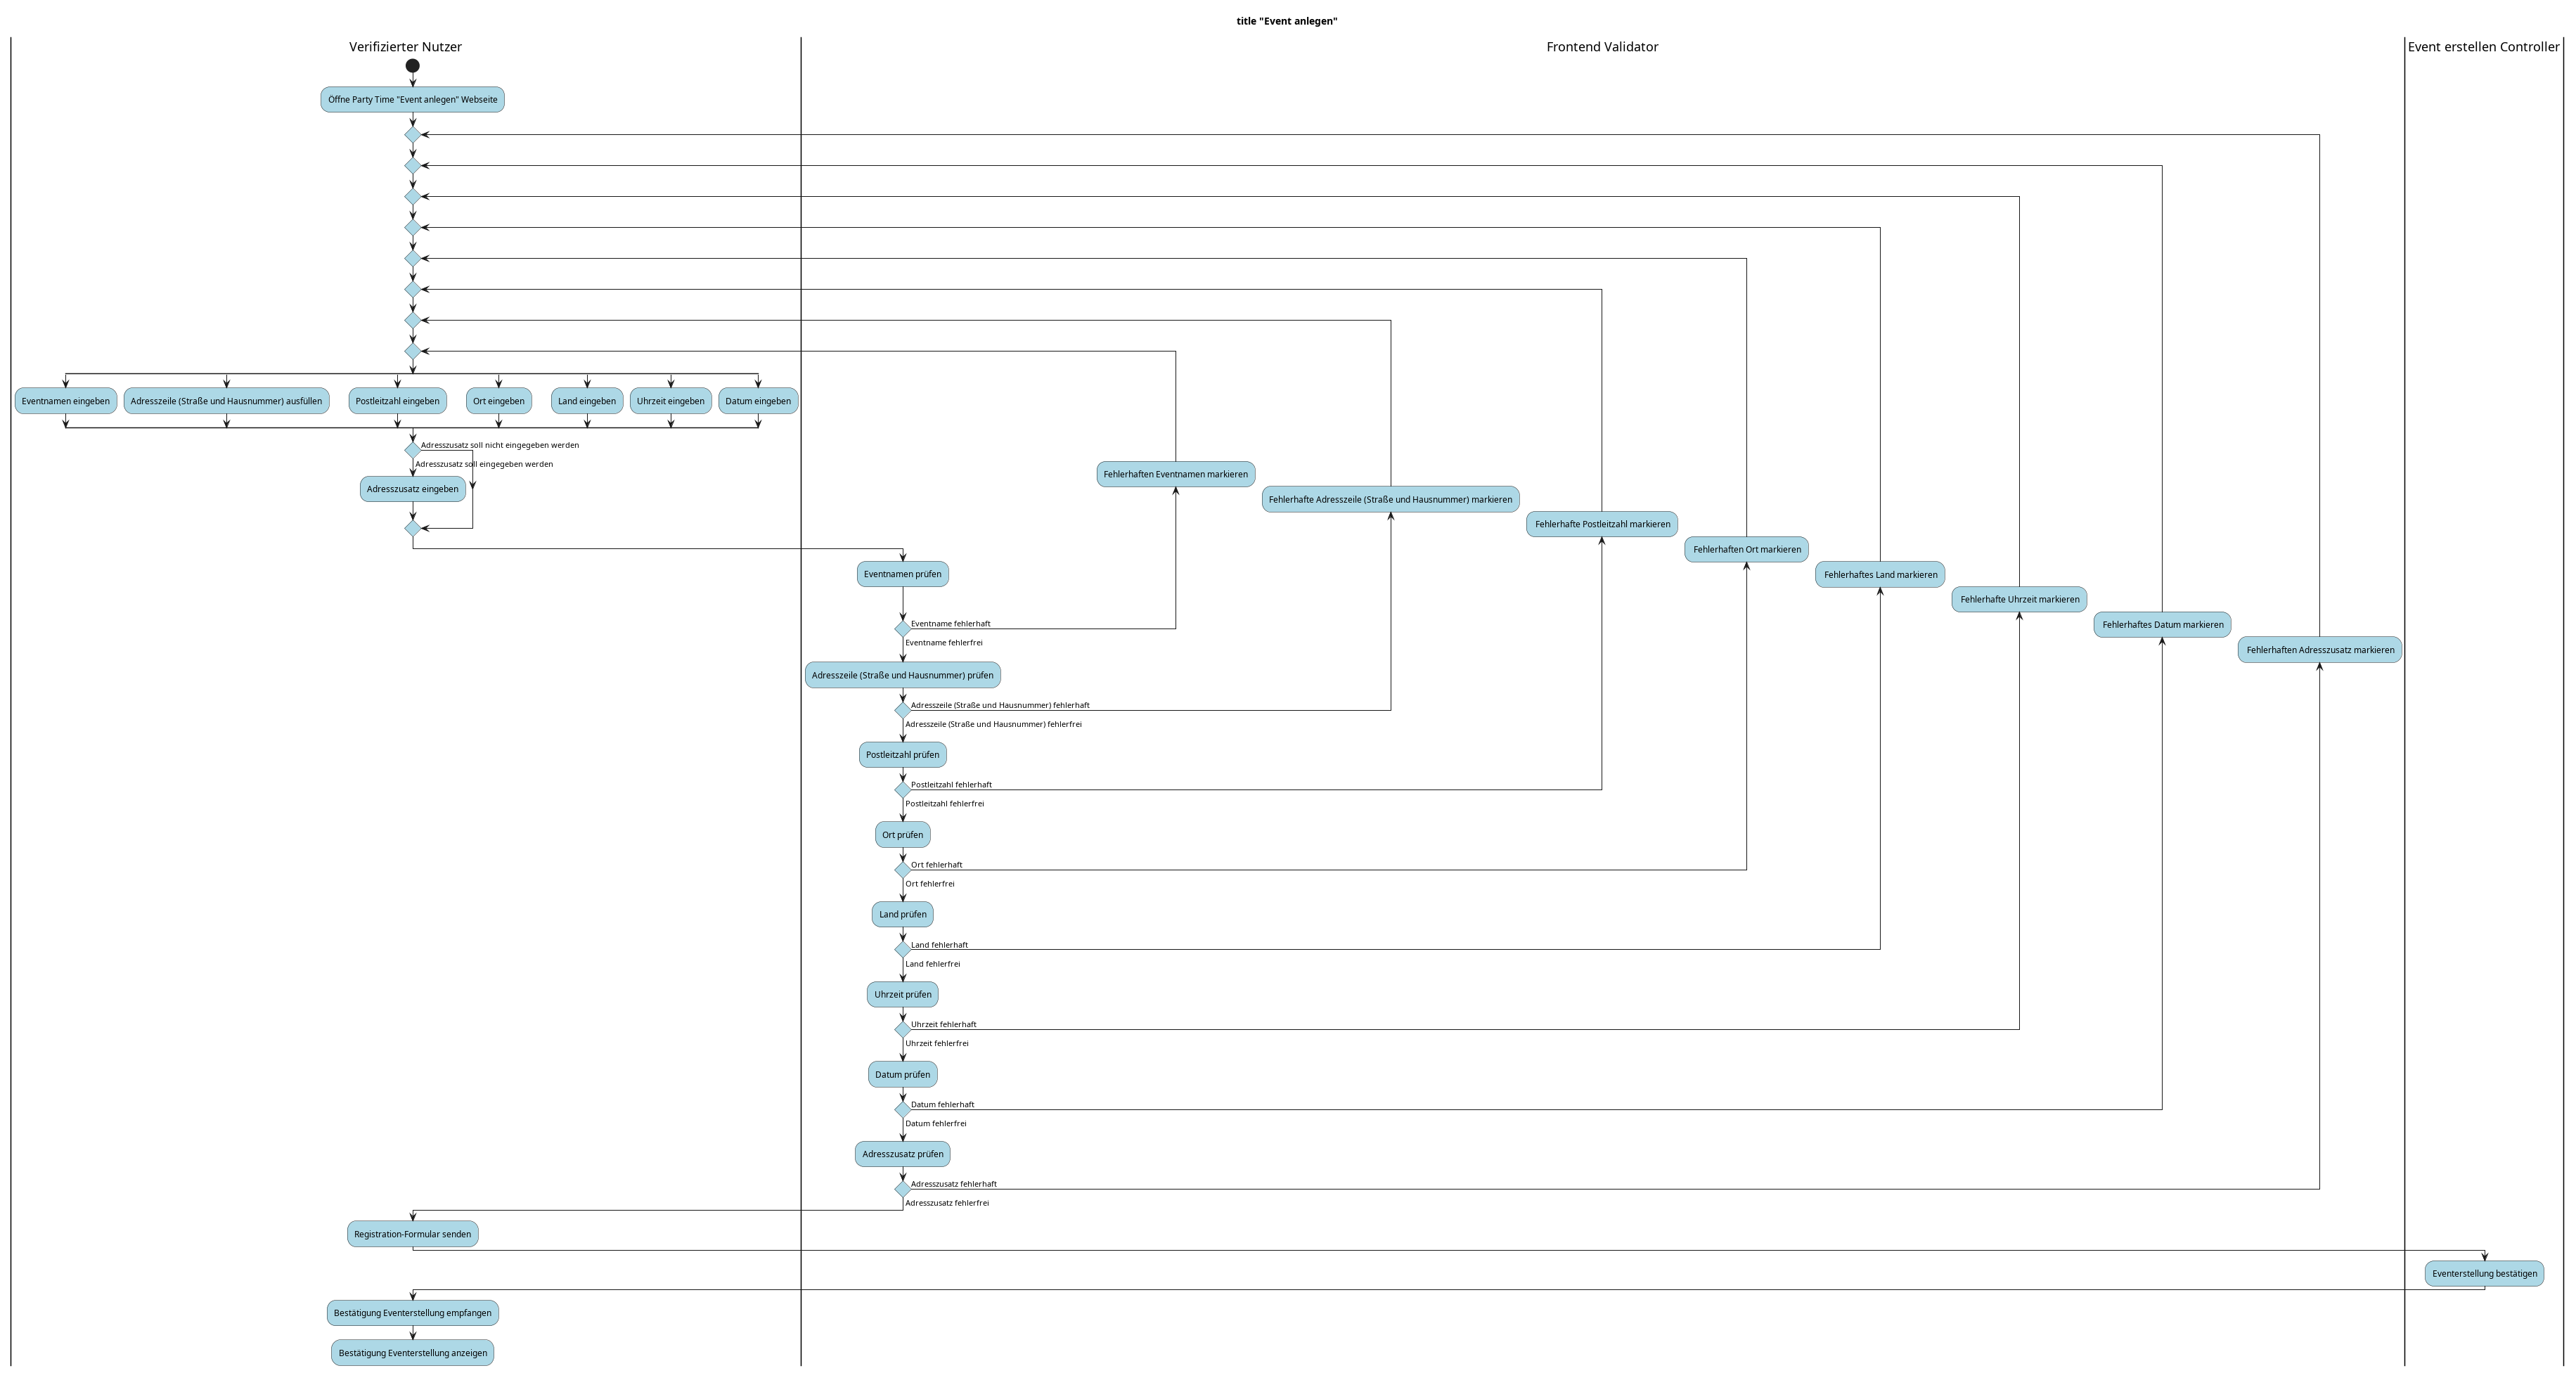 title "Event anlegen"
Verifizierter Nutzer
Frontend Validator
Event erstellen Controller
Öffne Party Time "Event anlegen" Webseite
Eventnamen eingeben
Adresszeile (Straße und Hausnummer) ausfüllen
Postleitzahl eingeben
Ort eingeben
Land eingeben
Uhrzeit eingeben
Datum eingeben
Adresszusatz soll nicht eingegeben werden
Adresszusatz soll eingegeben werden
Adresszusatz eingeben
Fehlerhaften Eventnamen markieren
Fehlerhafte Adresszeile (Straße und Hausnummer) markieren
Fehlerhafte Postleitzahl markieren
Fehlerhaften Ort markieren
Fehlerhaftes Land markieren
Fehlerhafte Uhrzeit markieren
Fehlerhaftes Datum markieren
Fehlerhaften Adresszusatz markieren
Eventnamen prüfen
Eventname fehlerhaft
Eventname fehlerfrei
Adresszeile (Straße und Hausnummer) prüfen
Adresszeile (Straße und Hausnummer) fehlerhaft
Adresszeile (Straße und Hausnummer) fehlerfrei
Postleitzahl prüfen
Postleitzahl fehlerhaft
Postleitzahl fehlerfrei
Ort prüfen
Ort fehlerhaft
Ort fehlerfrei
Land prüfen
Land fehlerhaft
Land fehlerfrei
Uhrzeit prüfen
Uhrzeit fehlerhaft
Uhrzeit fehlerfrei
Datum prüfen
Datum fehlerhaft
Datum fehlerfrei
Adresszusatz prüfen
Adresszusatz fehlerhaft
Adresszusatz fehlerfrei
Registration-Formular senden
Eventerstellung bestätigen
Bestätigung Eventerstellung empfangen
Bestätigung Eventerstellung anzeigen